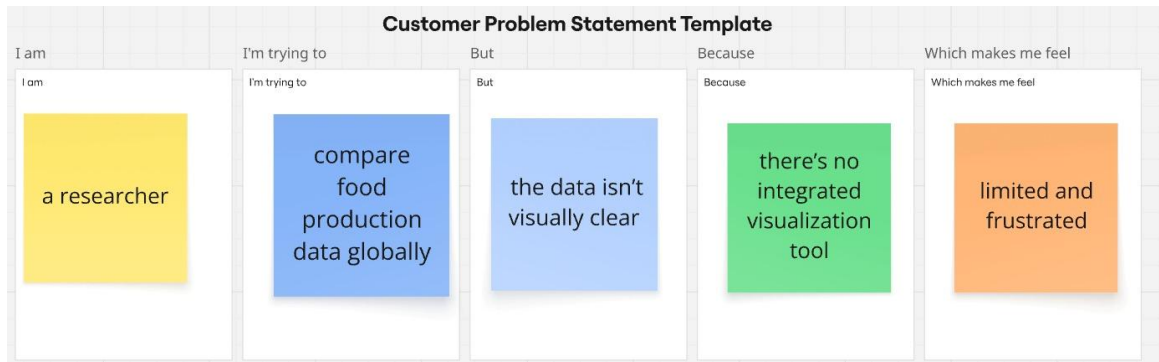 Customer Problem Statement Template
I am
I'm trying to
But
Because
Which makes me feel
I am
I'm trying to
But
Because
Which makes me feel
a researcher
compare
food
production
data globally
the data isn’t
visually clear
there’s no
integrated
visualization
tool
limited and
frustrated